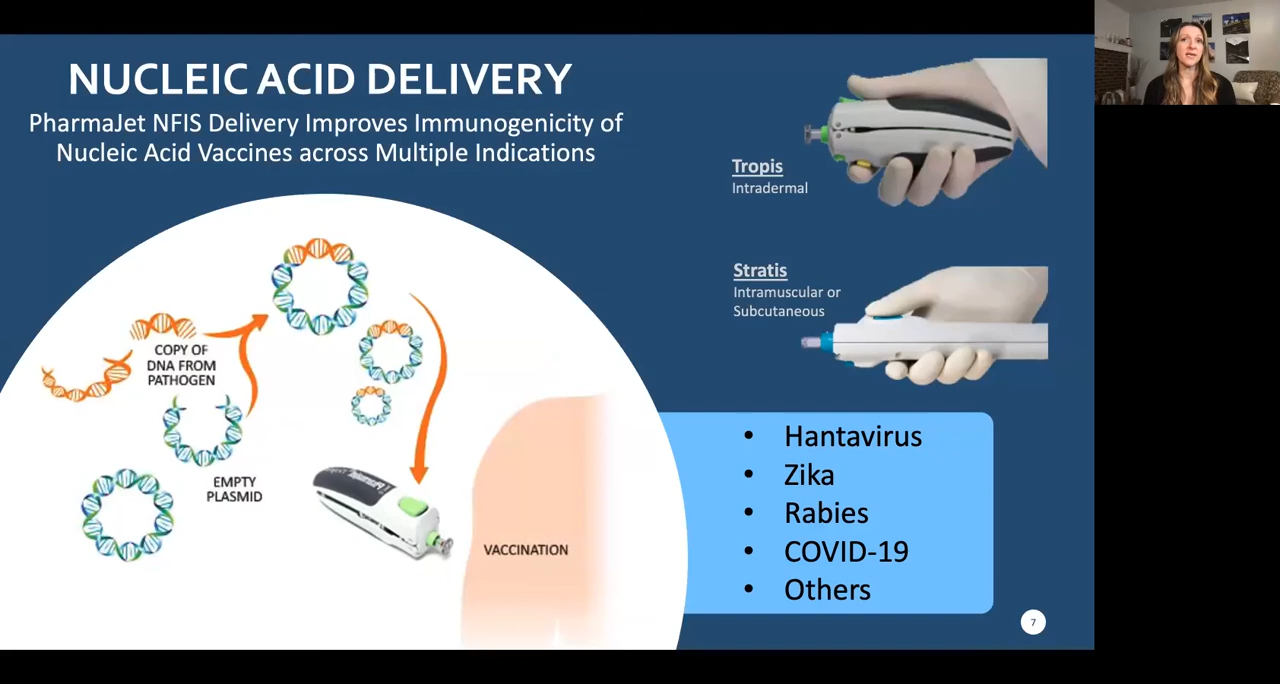 NUCLEIC ACID DELIVERY
PharmaJet NFIS Delivery Improves Immunogenicity of
Nucleic Acid Vaccines across Multiple Indications
Tropis
Intradermal
Stratis
Intramuscular or
Subcutaneous
COPY OF
DNA FROM
PATHOGEN
EMPTY
PLASMID
VACCINATION
• Hantavirus
• Zika
• Rabies
• COVID-19
• Others
7